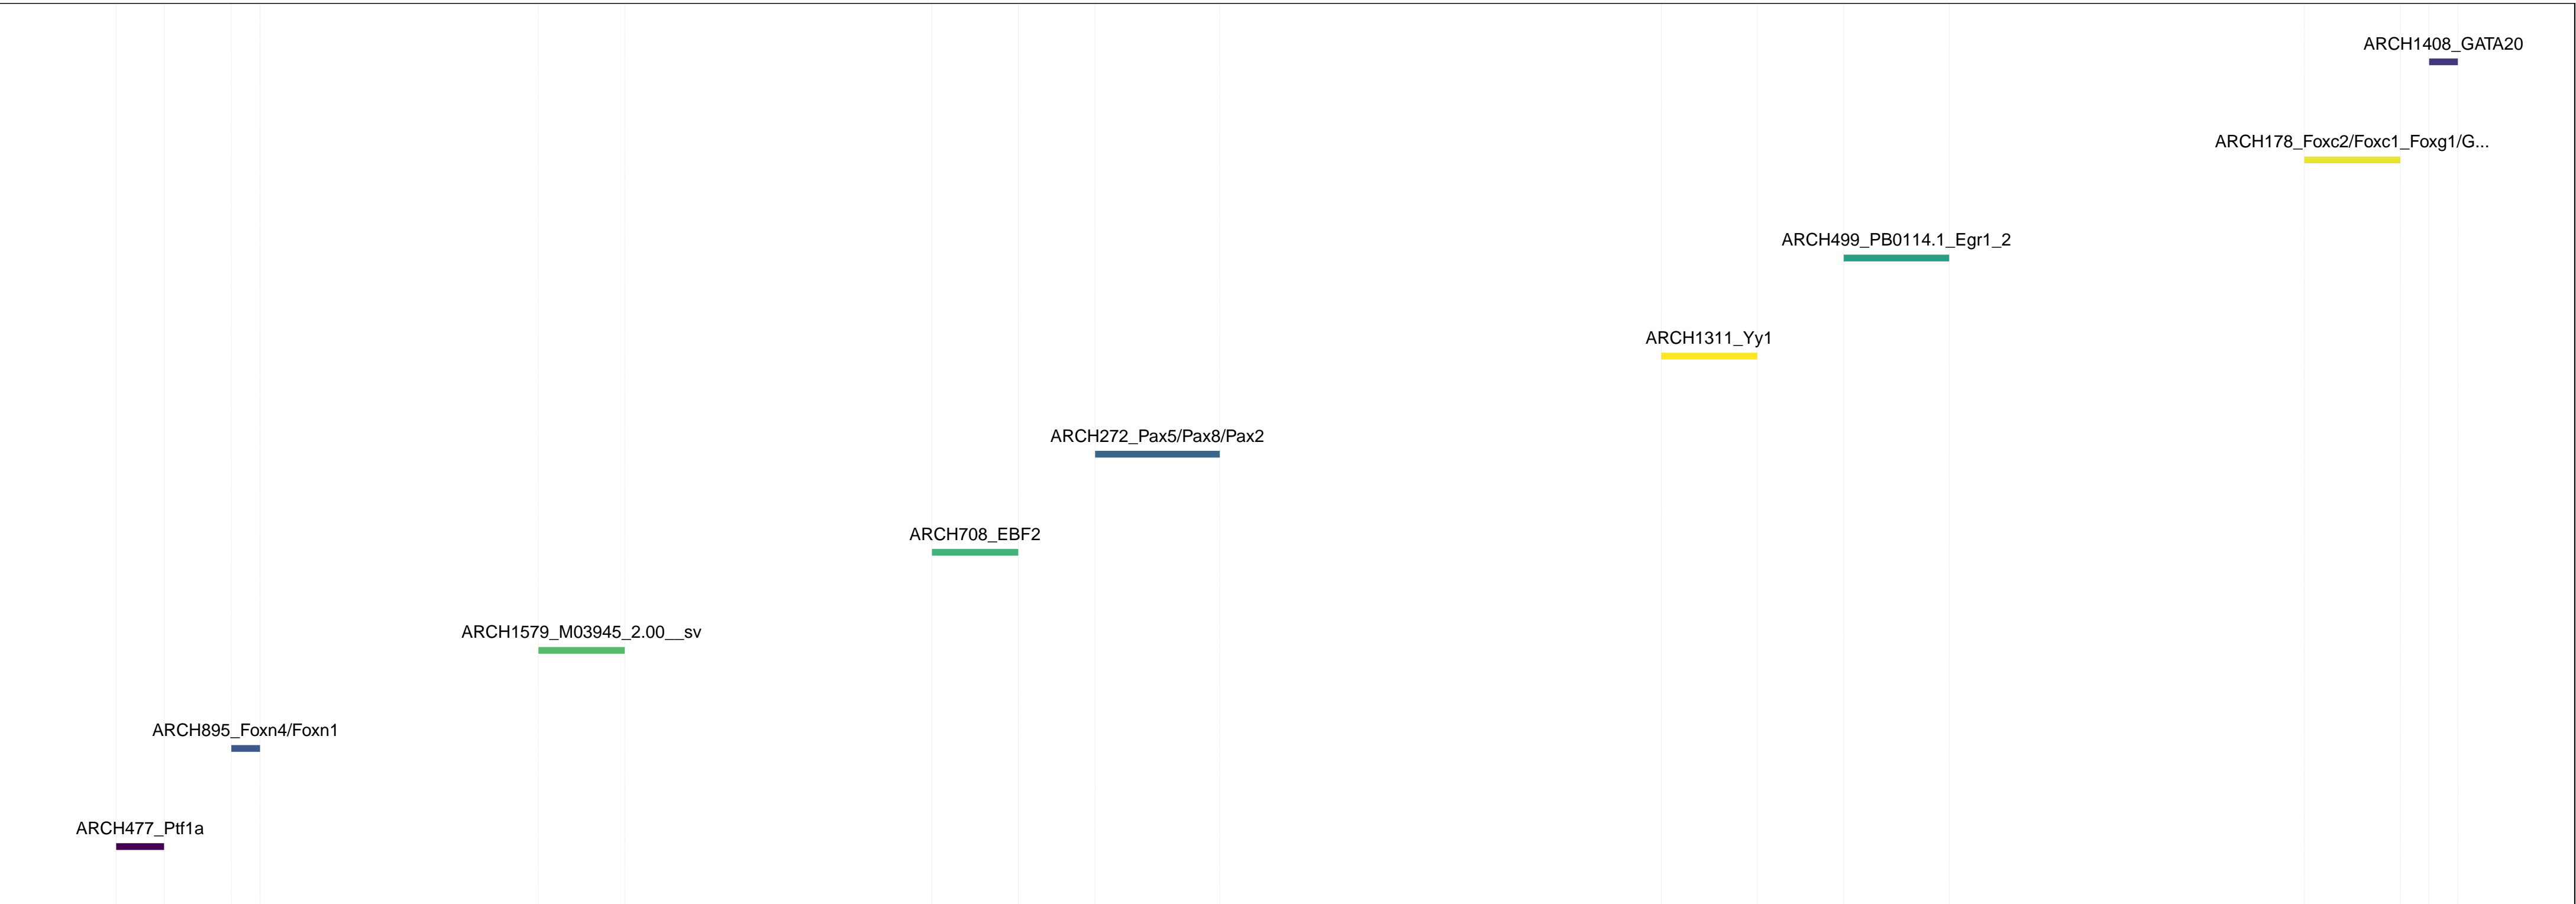 ARCH1408_GATA20
ARCH178_Foxc2/Foxc1_Foxg1/G...
ARCH499_PB0114.1_Egr1_2
ARCH1311_Yy1
ARCH272_Pax5/Pax8/Pax2
ARCH708_EBF2
ARCH1579_M03945_2.00__sv
ARCH895_Foxn4/Foxn1
ARCH477_Ptf1a